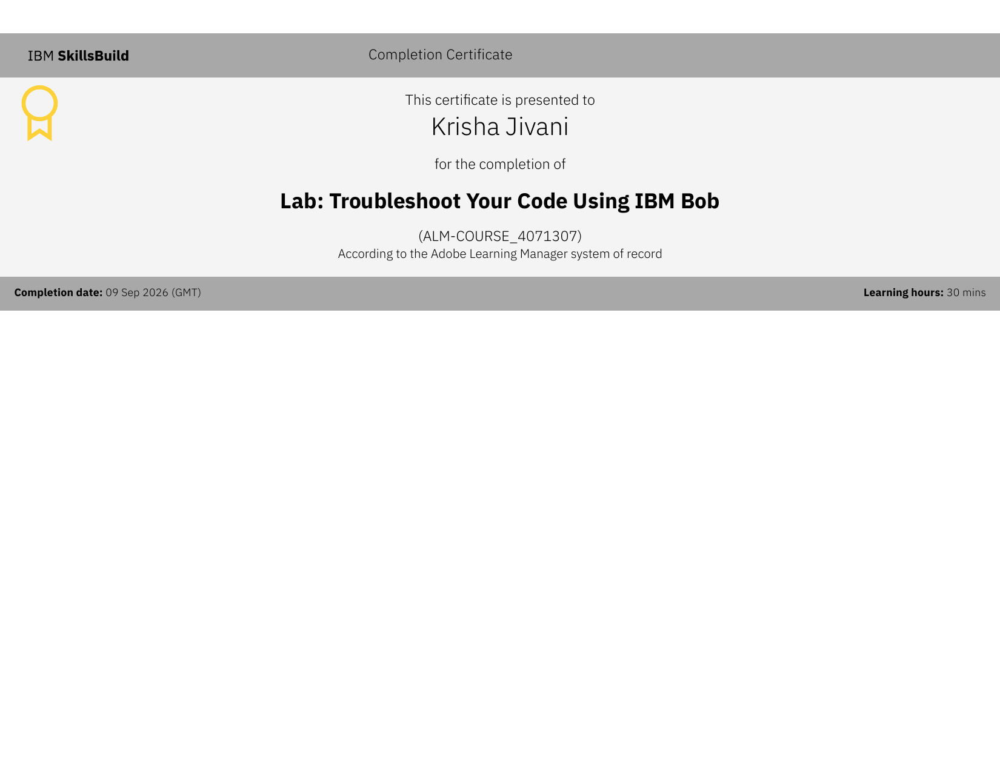 IBM SkillsBuild
Completion Certificate
This certificate is presented to
Krisha Jivani
for the completion of
Lab: Troubleshoot Your Code Using IBM Bob
(ALM-COURSE_4071307)
According to the Adobe Learning Manager system of record
Completion date: 09 Sep 2026 (GMT)
Learning hours: 30 mins